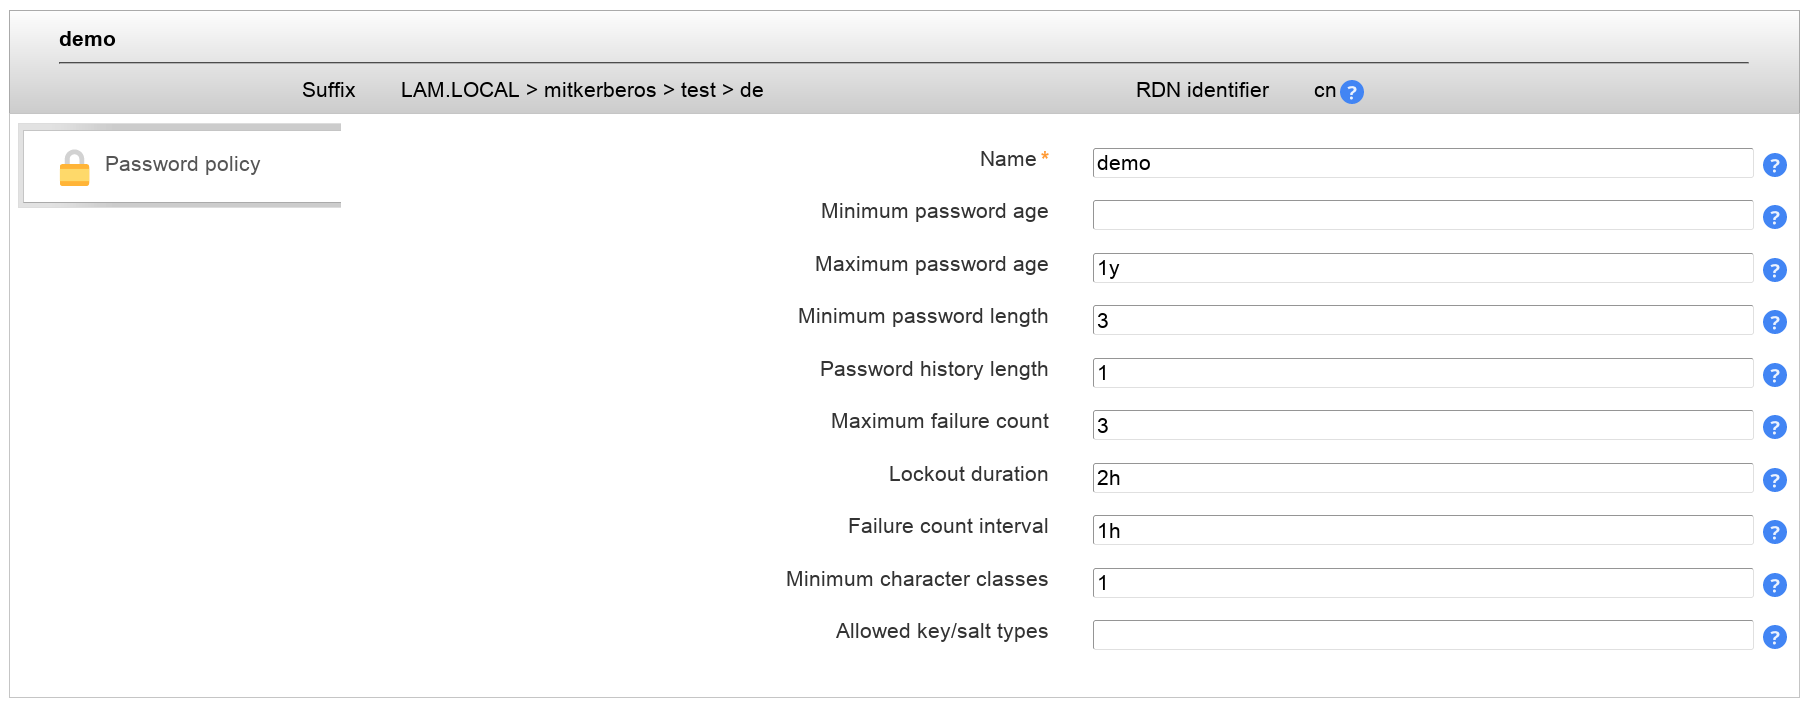 demo
Suffix LAM.LOCAL > mitkerberos > test > de RDN identifier cn ?
Password policy
Name * demo ?
Minimum password age ?
Maximum password age 1y ?
Minimum password length 3 ?
Password history length 1 ?
Maximum failure count 3 ?
Lockout duration 2h ?
Failure count interval 1h ?
Minimum character classes 1 ?
Allowed key/salt types ?